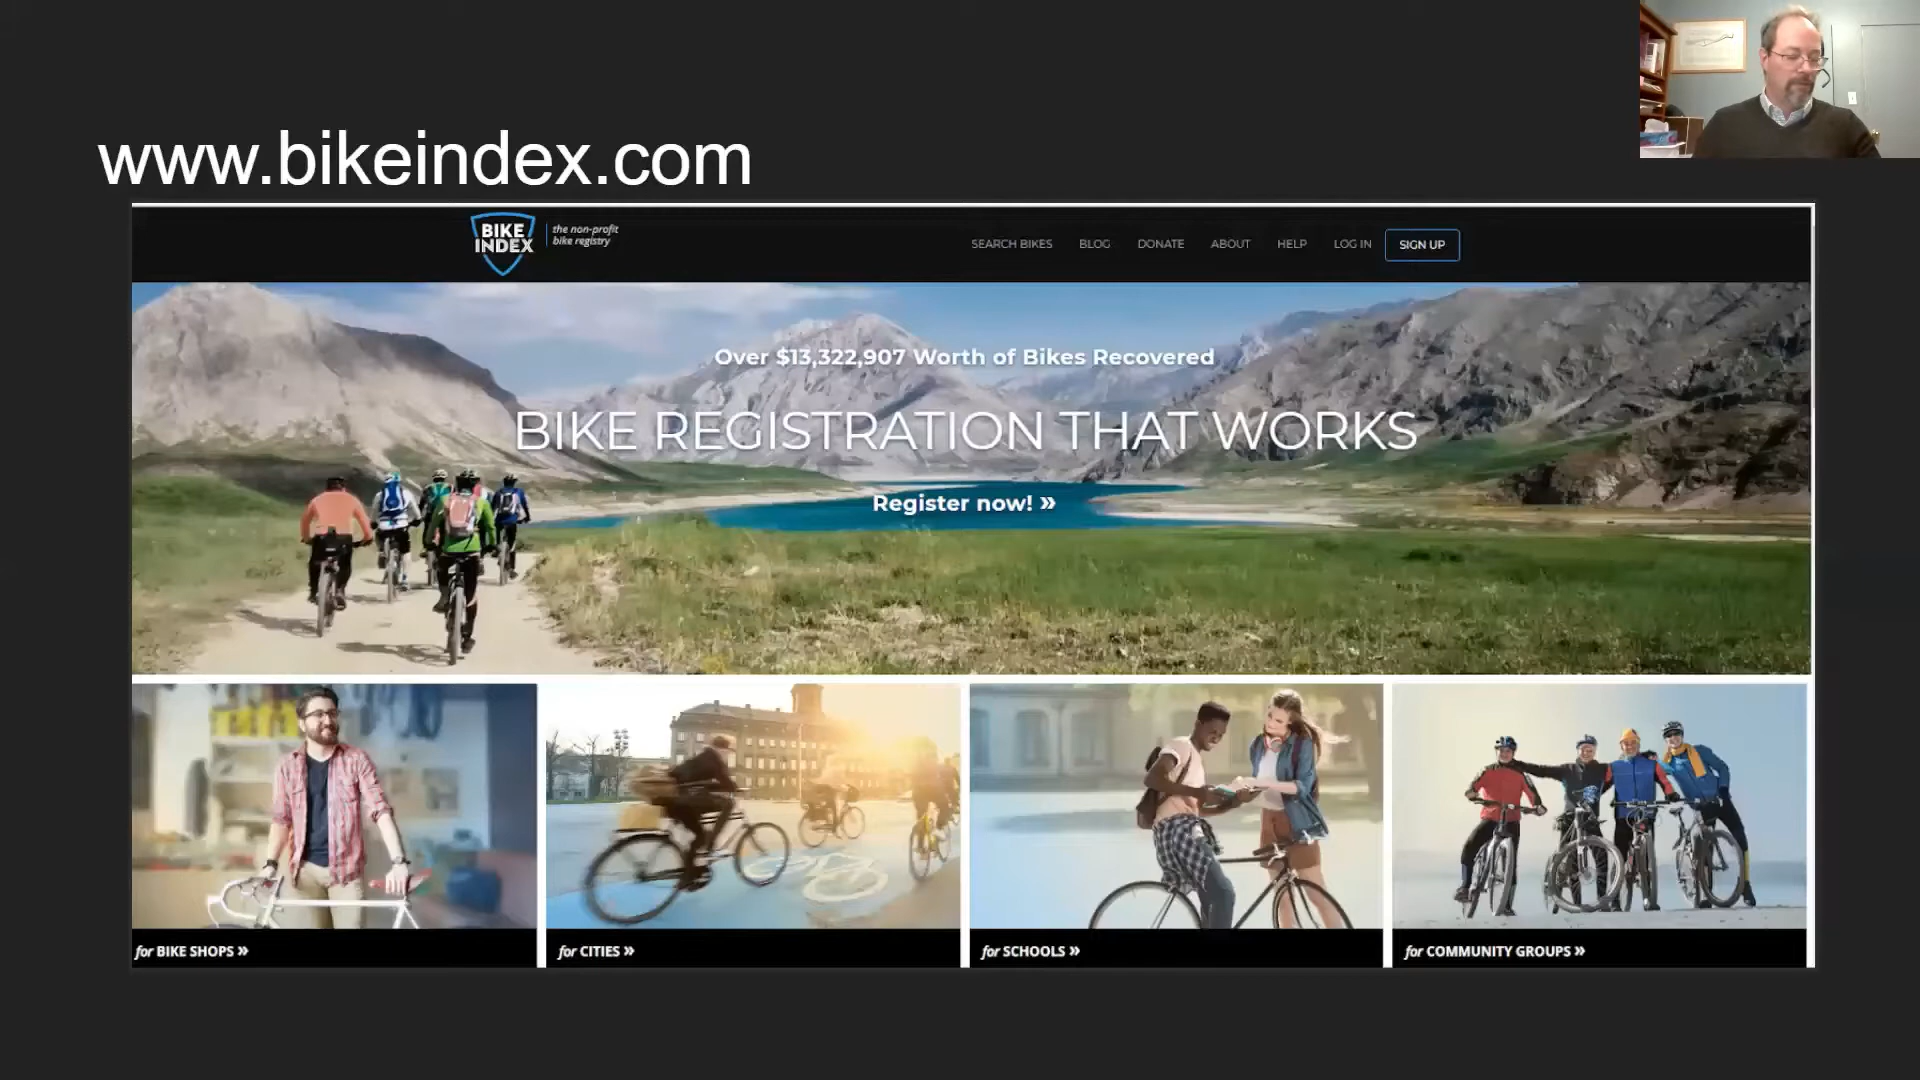 www.bikeindex.com
BIKE
INDEX
the non-profit
bike registry
SEARCH BIKES BLOG DONATE ABOUT HELP LOG IN SIGN UP
Over $13,322,907 Worth of Bikes Recovered
BIKE REGISTRATION THAT WORKS
Register now! »
for BIKE SHOPS »
for CITIES »
for SCHOOLS »
for COMMUNITY GROUPS »